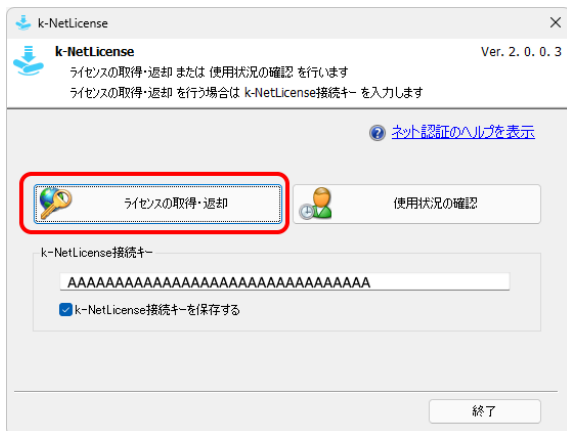 k-NetLicense
k-NetLicense
Ver. 2. 0. 0. 3
ライセンスの取得・返却 または 使用状況の確認 を行います
ライセンスの取得・返却 を行う場合は k-NetLicense接続キー を入力します
ネット認証のヘルプを表示
ライセンスの取得・返却
使用状況の確認
k-NetLicense接続キー
AAAAAAAAAAAAAAAAAAAAAAAAAAAAAAAA
k-NetLicense接続キーを保存する
終了